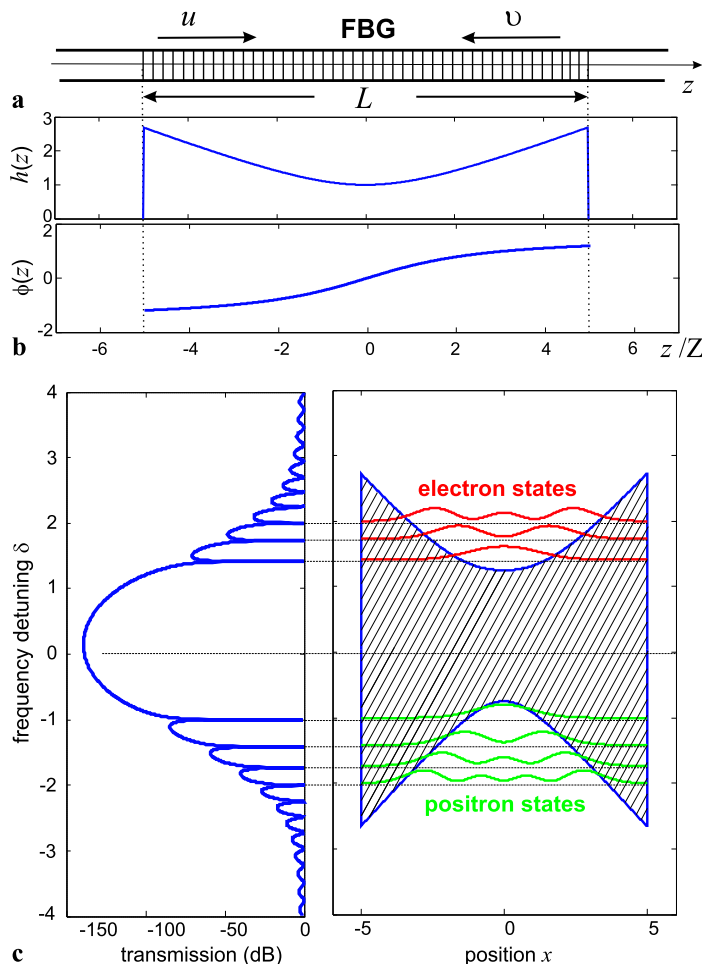 u FBG υ
z
a L
3
2
1
0
h(z)
2
0
-2
ϕ(z)
b -6 -4 -2 0 2 4 6 z/Z
4
3
2
1
0
-1
-2
-3
-4
frequency detuning δ
electron states
positron states
-150 -100 -50 0
-5 0 5
c transmission (dB) position x